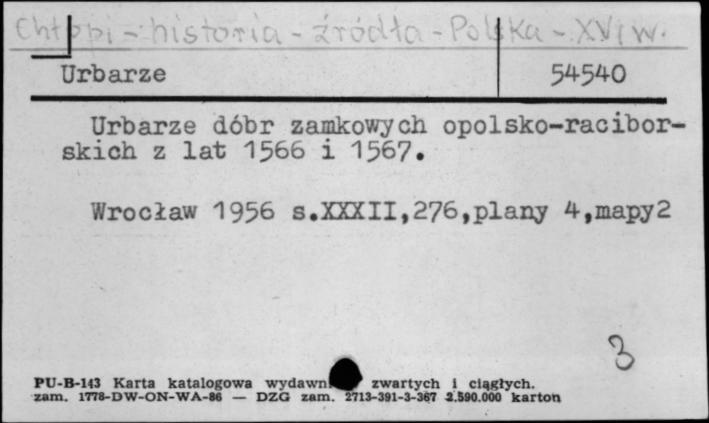 Chłopi - historia - źródła - Polska - XVI w.
Urbarze 54540
Urbarze dóbr zamkowych opolsko-racibor-
skich z lat 1566 i 1567.
Wrocław 1956 s.XXXII,276,plany 4,mapy2
3
PU-B-143 Karta katalogowa wydawn zwartych i ciągłych.
zam. 1778-DW-ON-WA-86 — DZG zam. 2713-391-3-367 2.590.000 karton